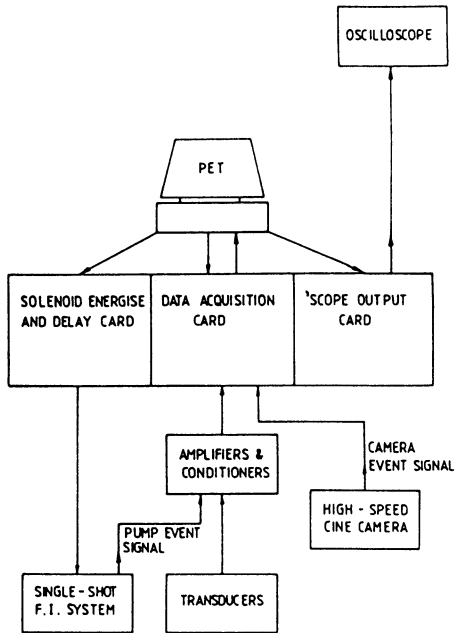 OSCILLOSCOPE
PET
SOLENOID ENERGISE
AND DELAY CARD
DATA ACQUISITION
CARD
'SCOPE OUTPUT
CARD
AMPLIFIERS &
CONDITIONERS
CAMERA
EVENT SIGNAL
HIGH - SPEED
CINE CAMERA
PUMP EVENT
SIGNAL
SINGLE - SHOT
F.I. SYSTEM
TRANSDUCERS